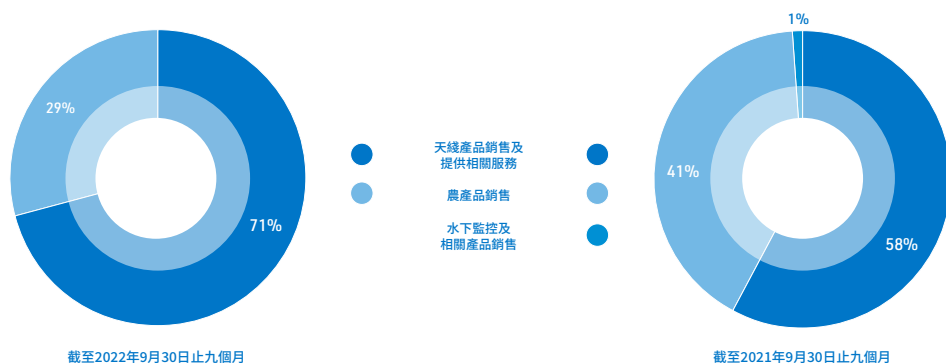 1%
29%
71%
天綫產品銷售及
提供相關服務
農產品銷售
水下監控及
相關產品銷售
41%
58%
截至2022年9月30日止九個月
截至2021年9月30日止九個月